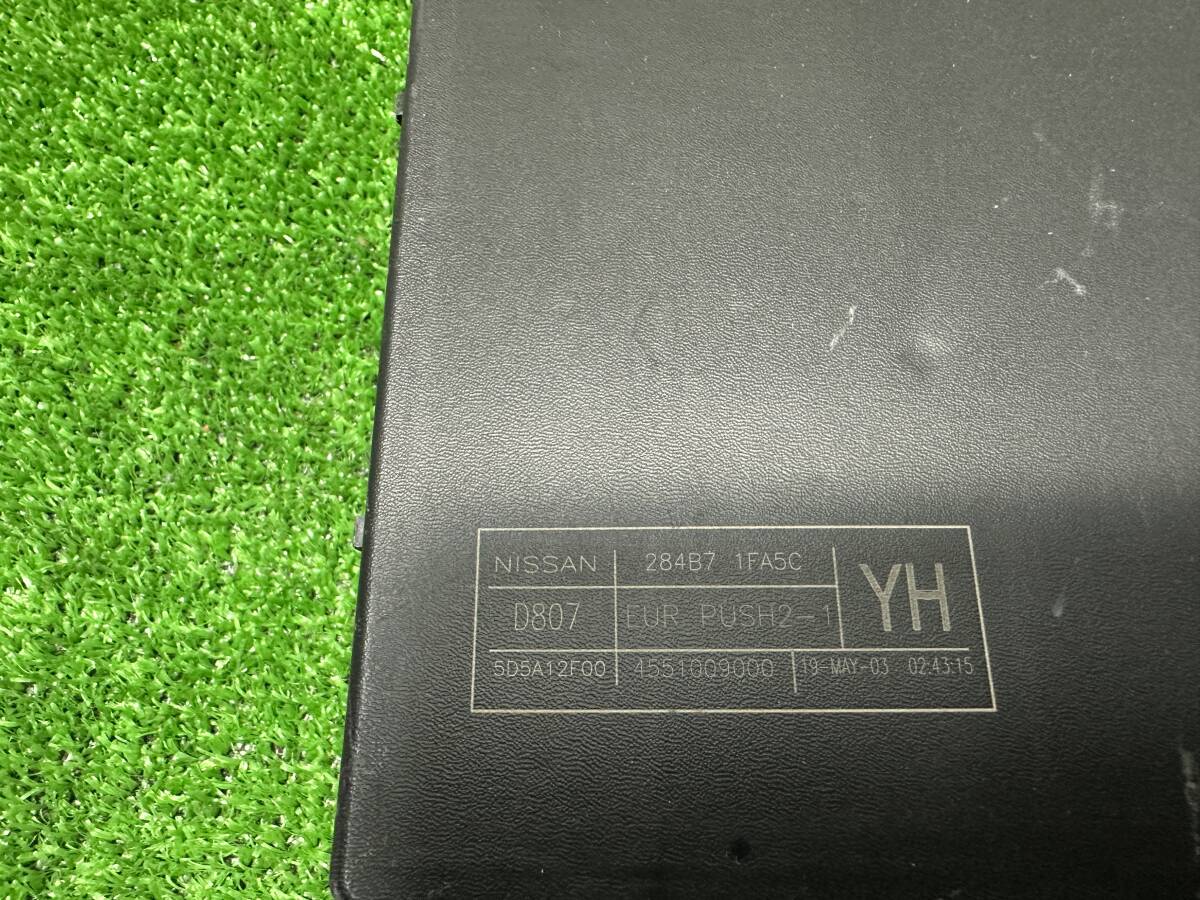 NISSAN 284B7 1FA5C YH
D807 EUR PUSH2-1
5D5A12F00 4551009000 19-MAY-03 02:43:15